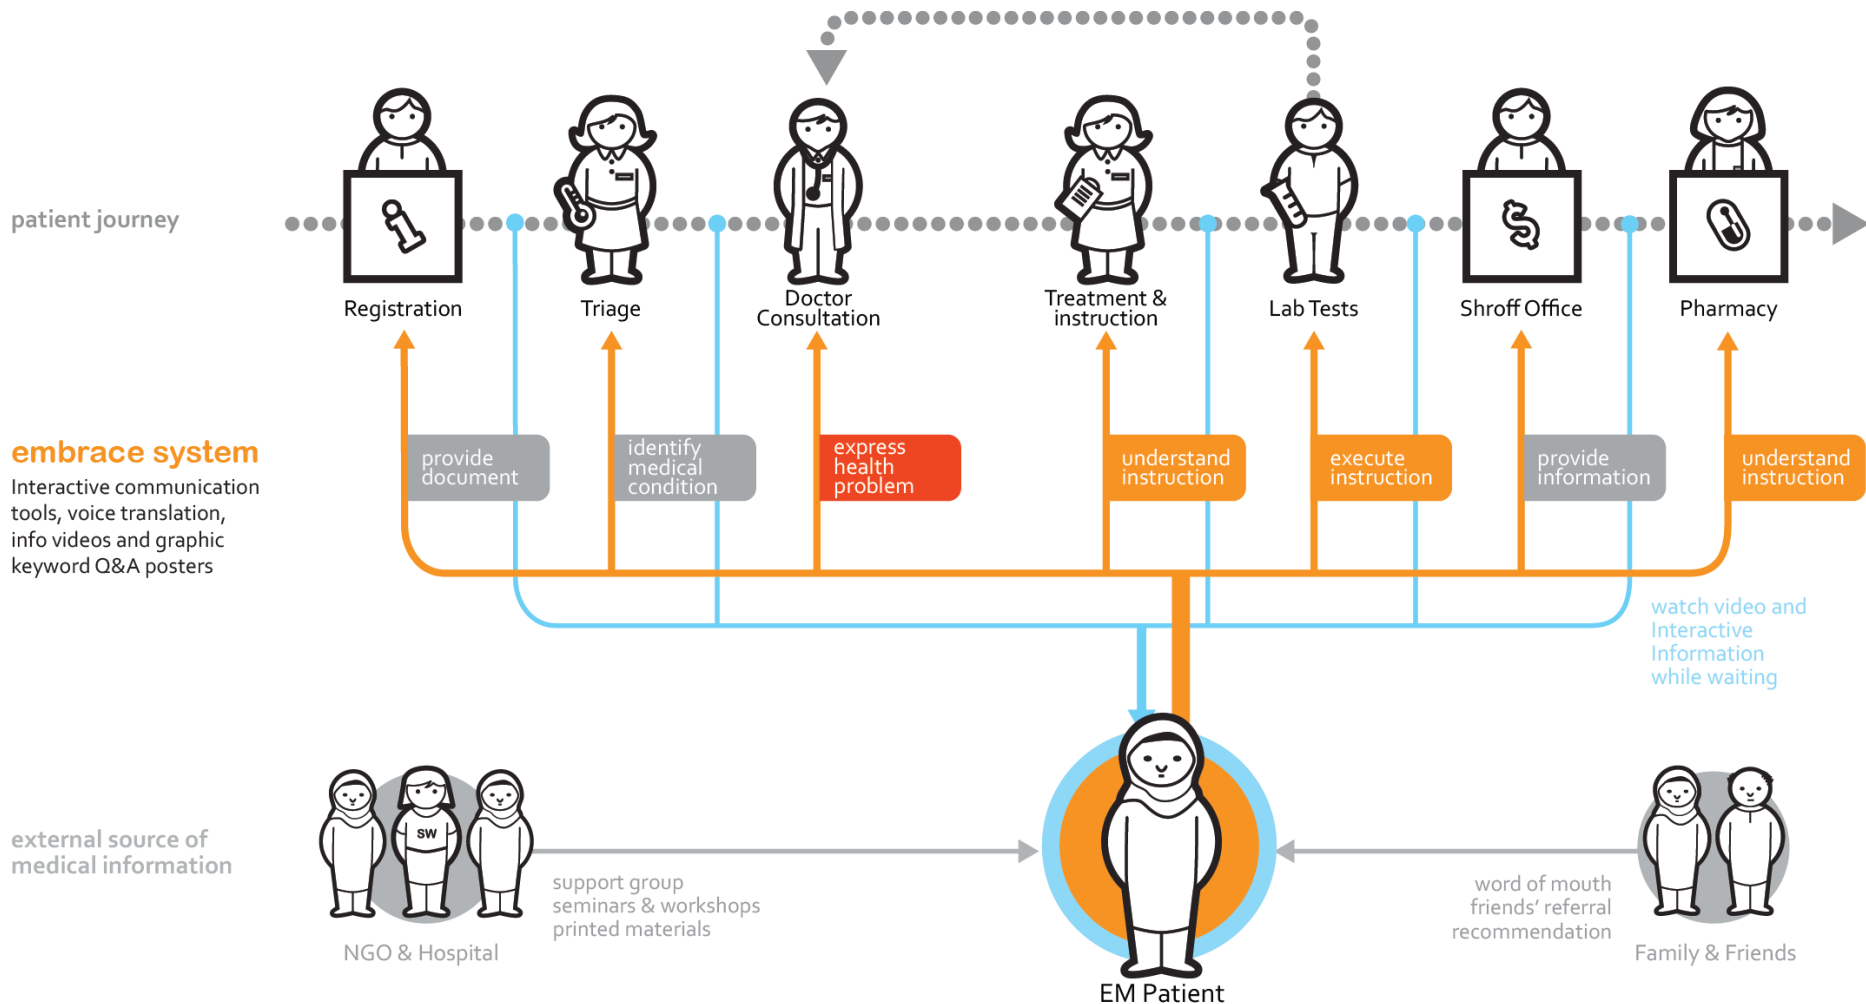 patient journey
Registration
Triage
Doctor
Consultation
Treatment &
instruction
Lab Tests
$
Shroff Office
Pharmacy
embrace system
Interactive communication
tools, voice translation,
info videos and graphic
keyword Q&A posters
provide
document
identify
medical
condition
express
health
problem
understand
instruction
execute
instruction
provide
information
understand
instruction
watch video and
Interactive
Information
while waiting
external source of
medical information
SW
NGO & Hospital
support group
seminars & workshops
printed materials
EM Patient
word of mouth
friends’ referral
recommendation
Family & Friends